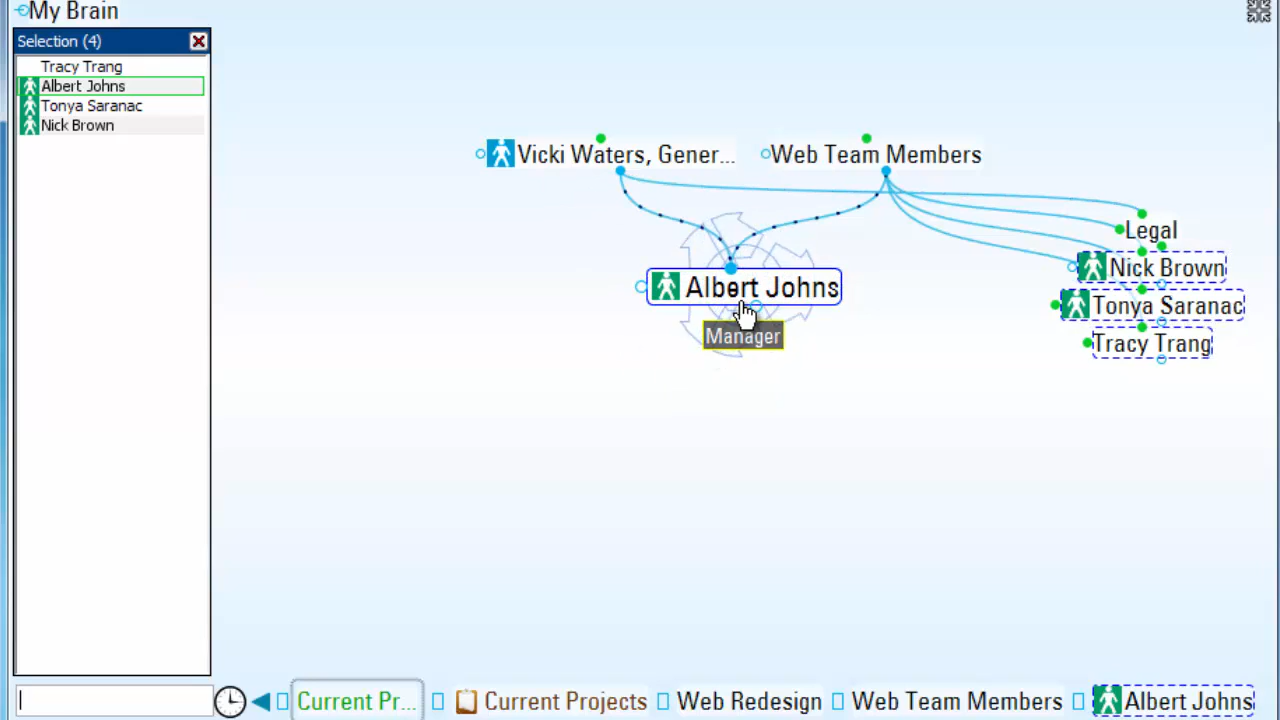 My Brain
Selection (4)
Tracy Trang
Albert Johns
Tonya Saranac
Nick Brown
Vicki Waters, Gener...
Web Team Members
Legal
Nick Brown
Tonya Saranac
Tracy Trang
Albert Johns
Manager
Current Pr... Current Projects Web Redesign Web Team Members Albert Johns